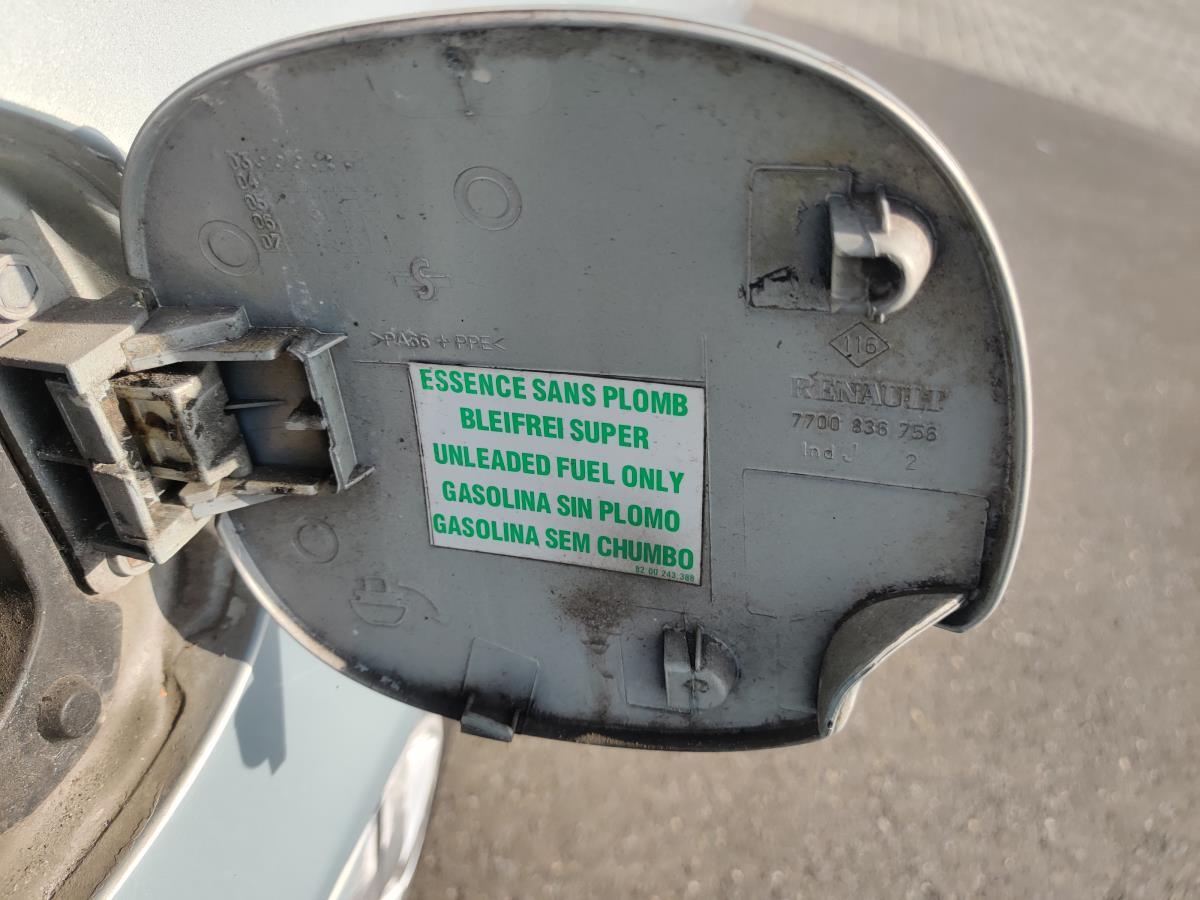 S
>PA66 + PPE<
116
RENAULT
7700 836 756
Ind J 2
ESSENCE SANS PLOMB
BLEIFREI SUPER
UNLEADED FUEL ONLY
GASOLINA SIN PLOMO
GASOLINA SEM CHUMBO
82 00 243 388